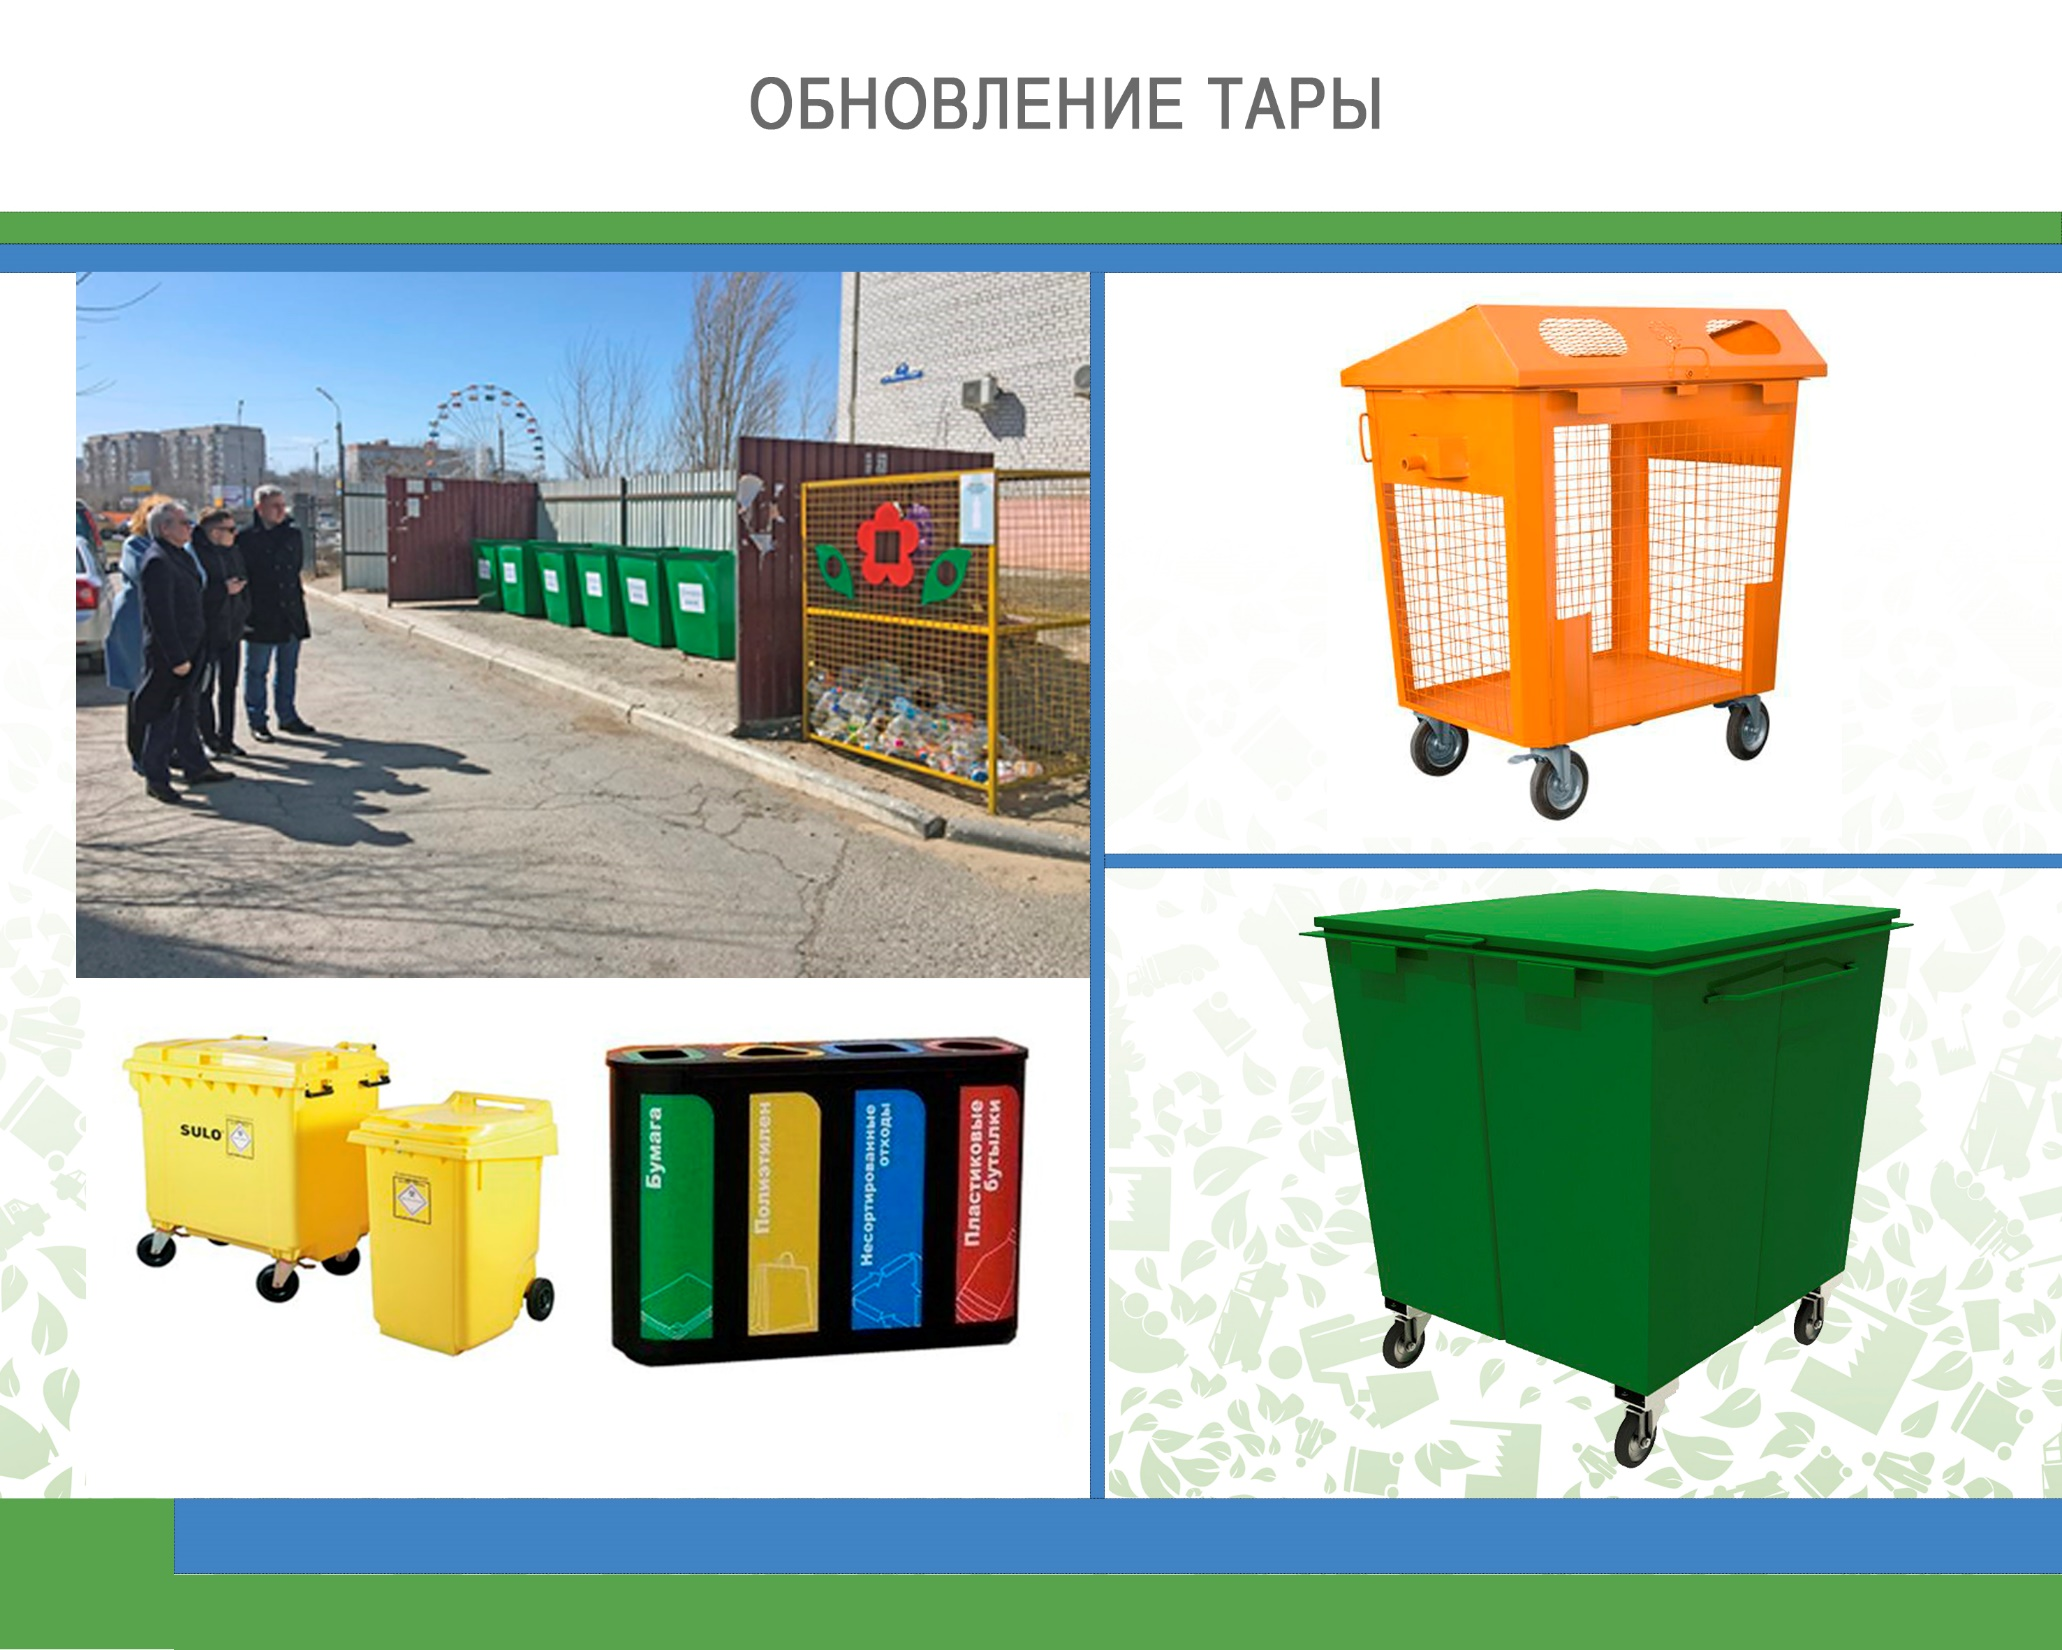 ОБНОВЛЕНИЕ ТАРЫ
SULO
Бумага
Полиэтилен
Несортированные
отходы
Пластиковые
бутылки